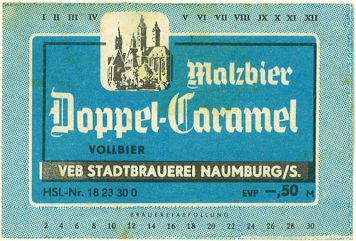 I II III IV V VI VII VIII IX X XI XII
Malzbier
Doppel-Caramel
VOLLBIER
VEB STADTBRAUEREI NAUMBURG/S.
HSL-Nr. 18 23 30 0 EVP —,50 M
BRAUEREIABFÜLLUNG
2 4 6 8 10 12 14 16 18 20 22 24 26 28 30